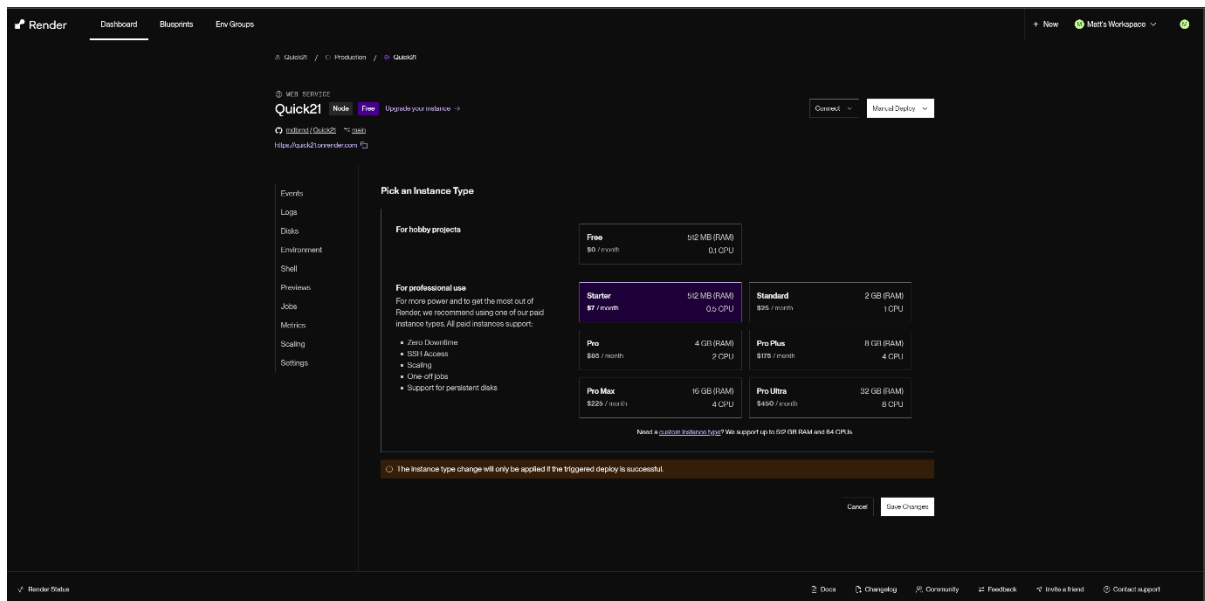 Render
Dashboard
Blueprints
Env Groups
+ New
M Matt's Workspace
M
Quick21 / Production / Quick21
WEB SERVICE
Quick21 Node Free Upgrade your instance →
Connect
Manual Deploy
mdbrnd / Quick21 main
https://quick21.onrender.com
Events
Logs
Disks
Environment
Shell
Previews
Jobs
Metrics
Scaling
Settings
Pick an Instance Type
For hobby projects
Free 512 MB (RAM)
$0 / month 0.1 CPU
For professional use
For more power and to get the most out of
Render, we recommend using one of our paid
instance types. All paid instances support:
• Zero Downtime
• SSH Access
• Scaling
• One-off jobs
• Support for persistent disks
Starter 512 MB (RAM)
$7 / month 0.5 CPU
Standard 2 GB (RAM)
$25 / month 1 CPU
Pro 4 GB (RAM)
$85 / month 2 CPU
Pro Plus 8 GB (RAM)
$175 / month 4 CPU
Pro Max 16 GB (RAM)
$225 / month 4 CPU
Pro Ultra 32 GB (RAM)
$450 / month 8 CPU
Need a custom instance type? We support up to 512 GB RAM and 64 CPUs.
The instance type change will only be applied if the triggered deploy is successful.
Cancel
Save Changes
Render Status
Docs
Changelog
Community
Feedback
Invite a friend
Contact support